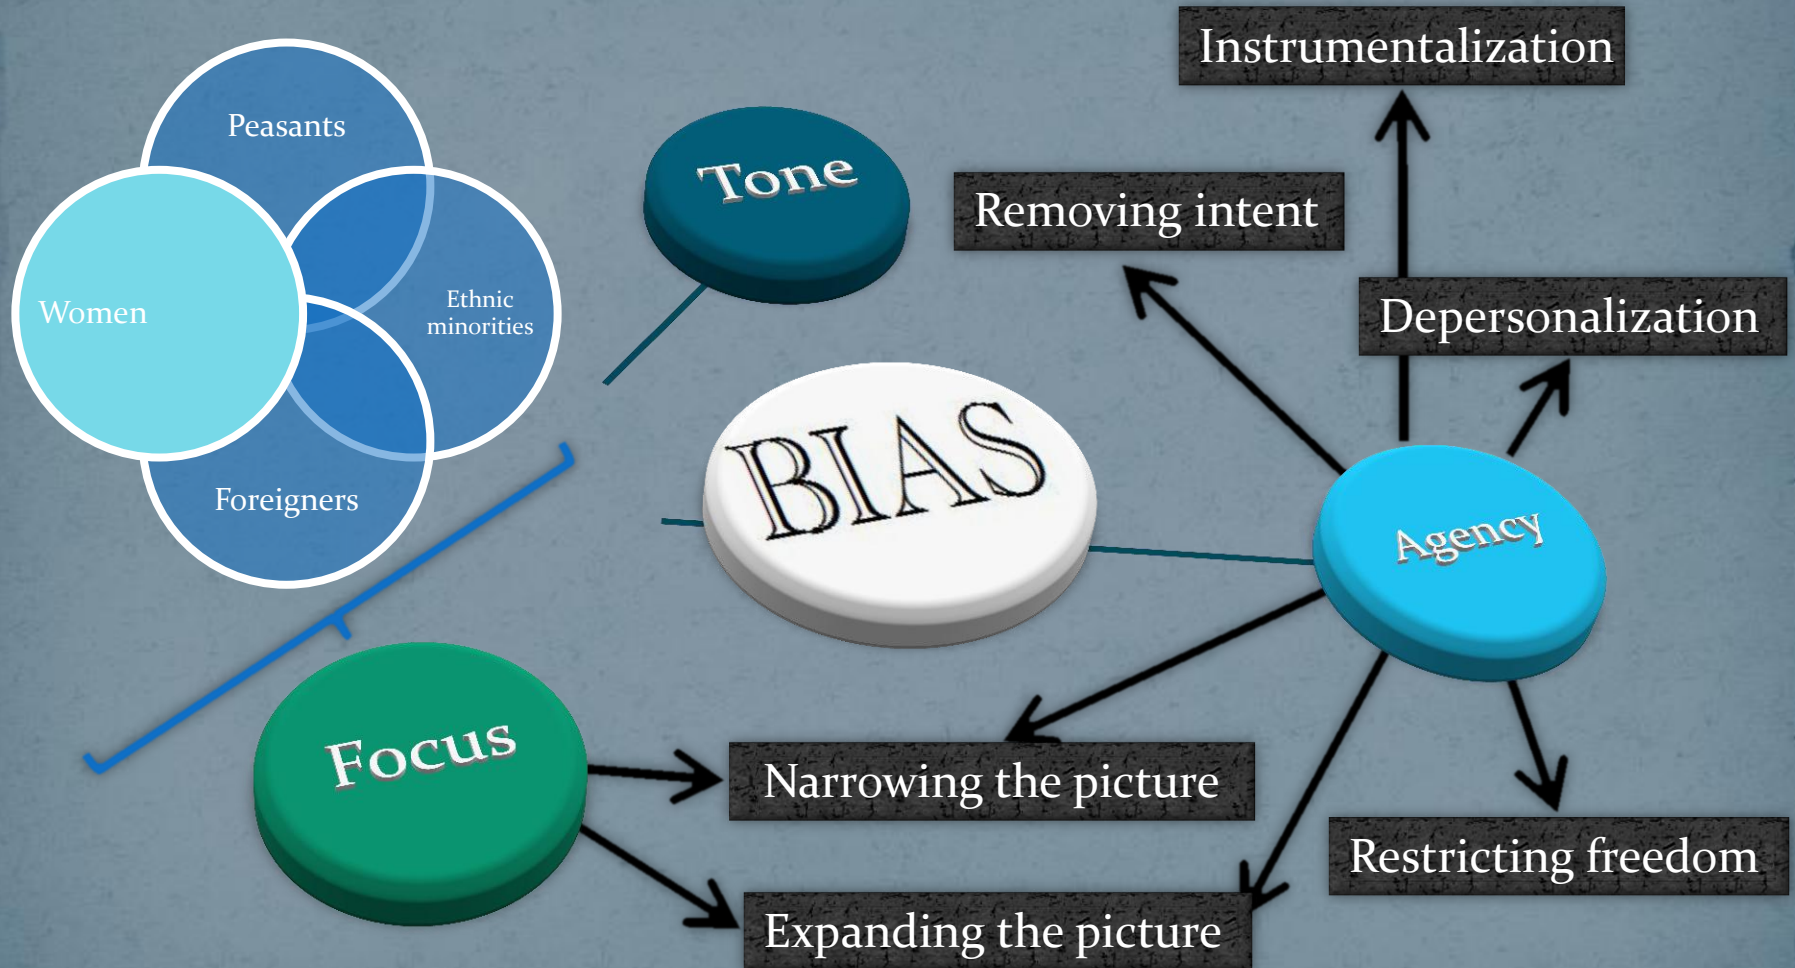 Instrumentalization
Peasants
Tone
Removing intent
Women
Ethnic
minorities
Depersonalization
BIAS
Foreigners
Agency
Focus
Narrowing the picture
Restricting freedom
Expanding the picture